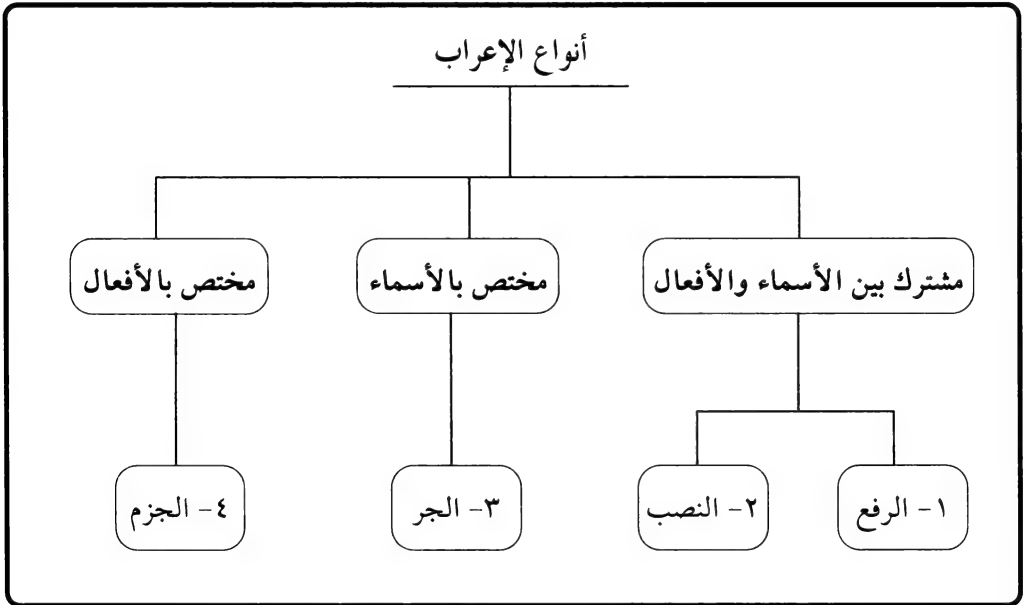 أنواع الإعراب
مشترك بين الأسماء والأفعال
مختص بالأسماء
مختص بالأفعال
١- الرفع
٢- النصب
٣- الجر
٤- الجزم